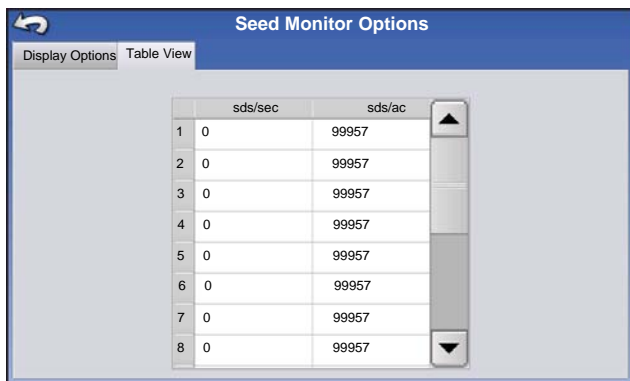 Seed Monitor Options
Display Options Table View
sds/sec sds/ac
1 0 99957
2 0 99957
3 0 99957
4 0 99957
5 0 99957
6 0 99957
7 0 99957
8 0 99957